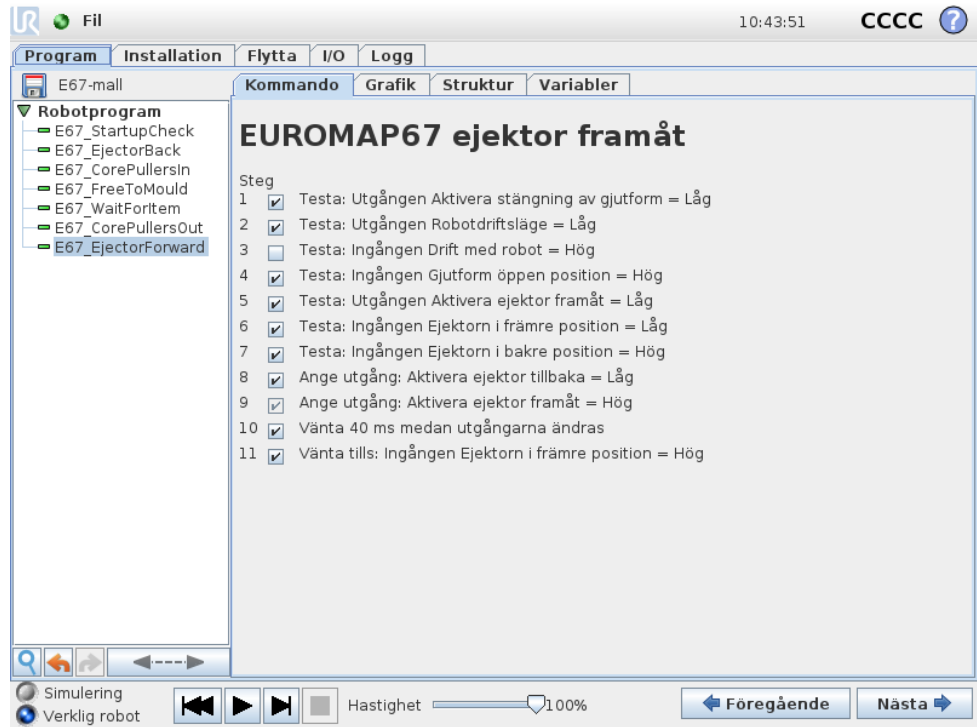 UR Fil 10:43:51 CCCC ?
Program Installation Flytta I/O Logg
E67-mall
Kommando Grafik Struktur Variabler
Robotprogram
E67_StartupCheck
E67_EjectorBack
E67_CorePullersIn
E67_FreeToMould
E67_WaitForItem
E67_CorePullersOut
E67_EjectorForward
EUROMAP67 ejektor framåt
Steg
1 Testa: Utgången Aktivera stängning av gjutform = Låg
2 Testa: Utgången Robotdriftsläge = Låg
3 Testa: Ingången Drift med robot = Hög
4 Testa: Ingången Gjutform öppen position = Hög
5 Testa: Utgången Aktivera ejektor framåt = Låg
6 Testa: Ingången Ejektorn i främre position = Låg
7 Testa: Ingången Ejektorn i bakre position = Hög
8 Ange utgång: Aktivera ejektor tillbaka = Låg
9 Ange utgång: Aktivera ejektor framåt = Hög
10 Vänta 40 ms medan utgångarna ändras
11 Vänta tills: Ingången Ejektorn i främre position = Hög
Simulering
Verklig robot
Hastighet 100%
Föregående
Nästa